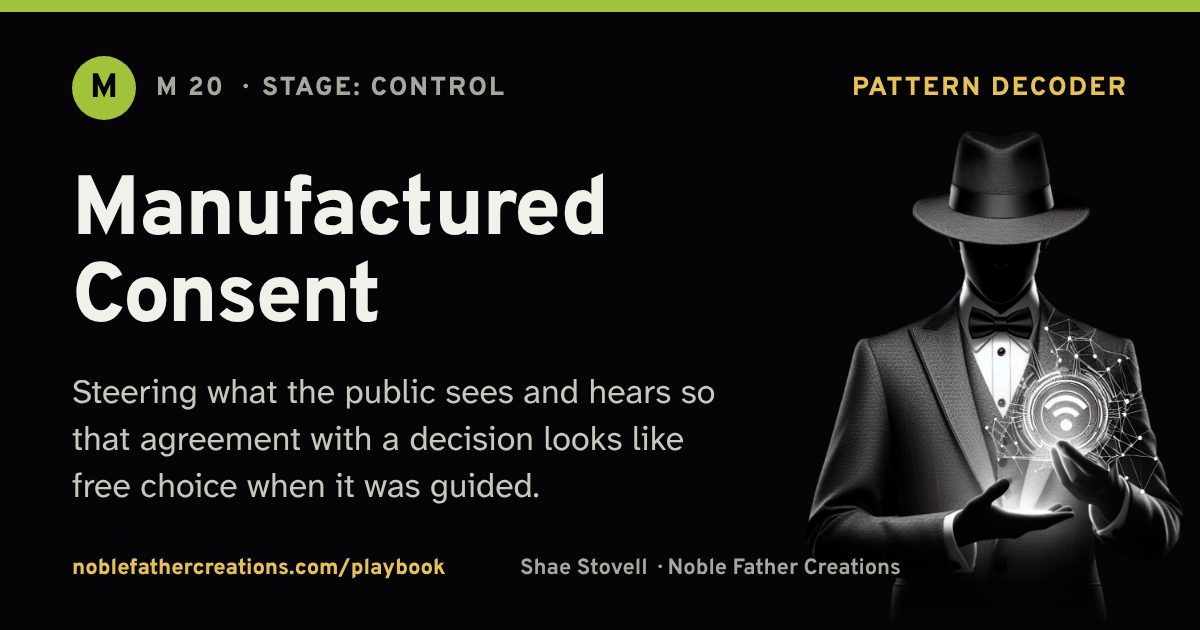 M
M 20 · STAGE: CONTROL
PATTERN DECODER
Manufactured
Consent
Steering what the public sees and hears so
that agreement with a decision looks like
free choice when it was guided.
noblefathercreations.com/playbook
Shae Stovell · Noble Father Creations